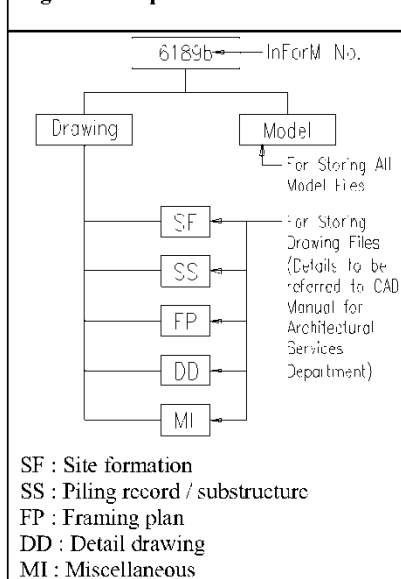 6189b InForM No.
Drawing Model
For Storing All
Model Files
SF
For Storing
Drawing Files
SS
(Details to be
referred to CAD
FP
Manual for
Architectural
Services
DD
Department)
MI
SF : Site formation
SS : Piling record / substructure
FP : Framing plan
DD : Detail drawing
MI : Miscellaneous